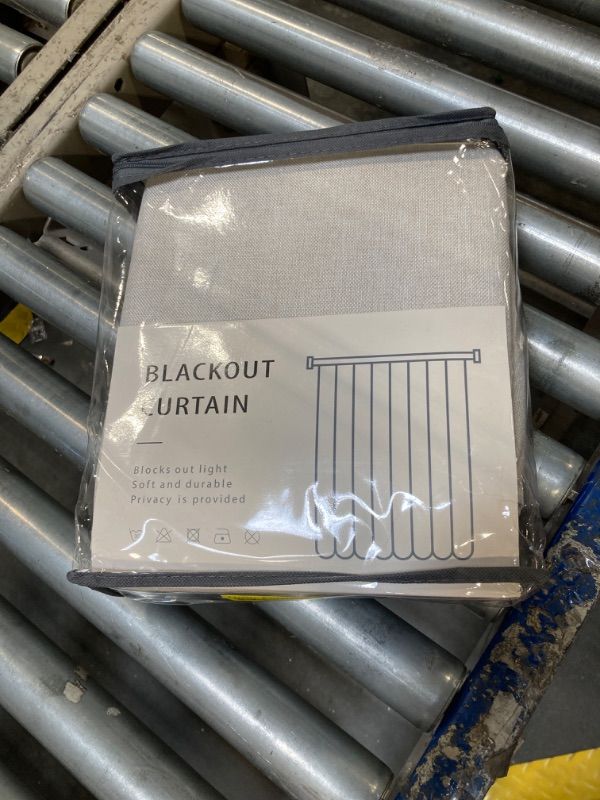 BLACKOUT
CURTAIN
Blocks out light
Soft and durable
Privacy is provided